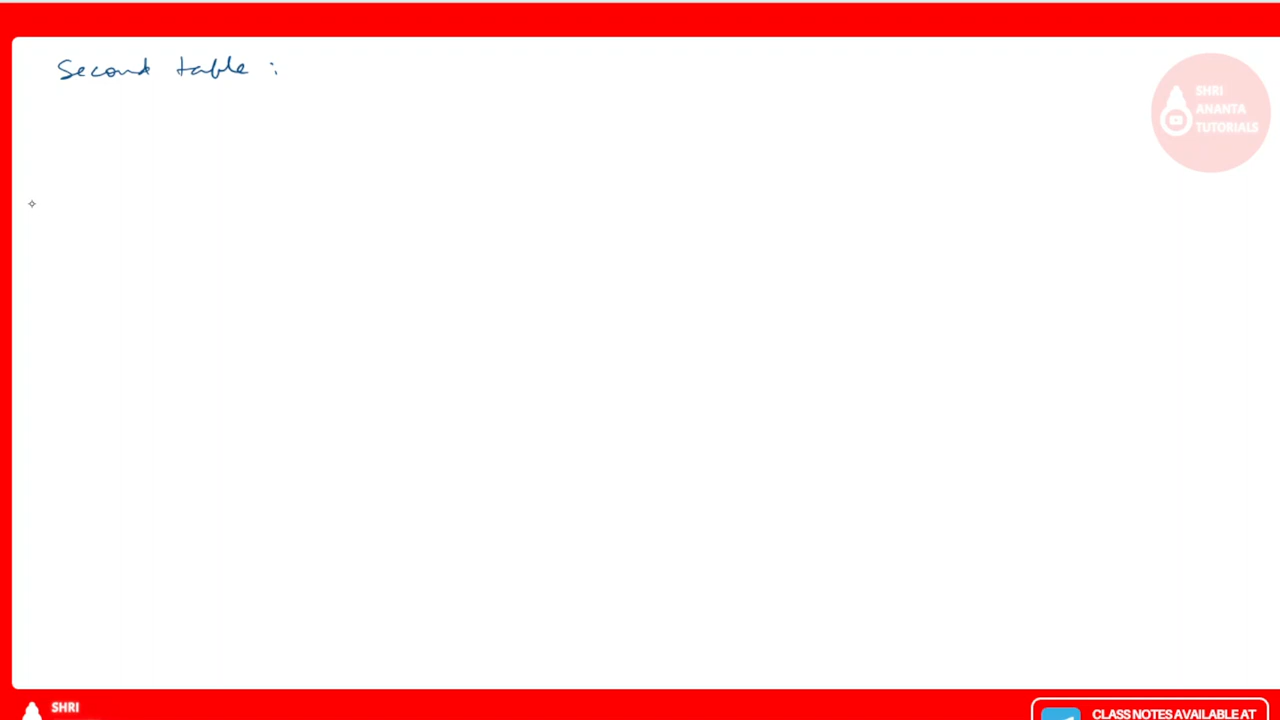 Second table :
SHRI
ANANTA
TUTORIALS
SHRI
CLASS NOTES AVAILABLE AT